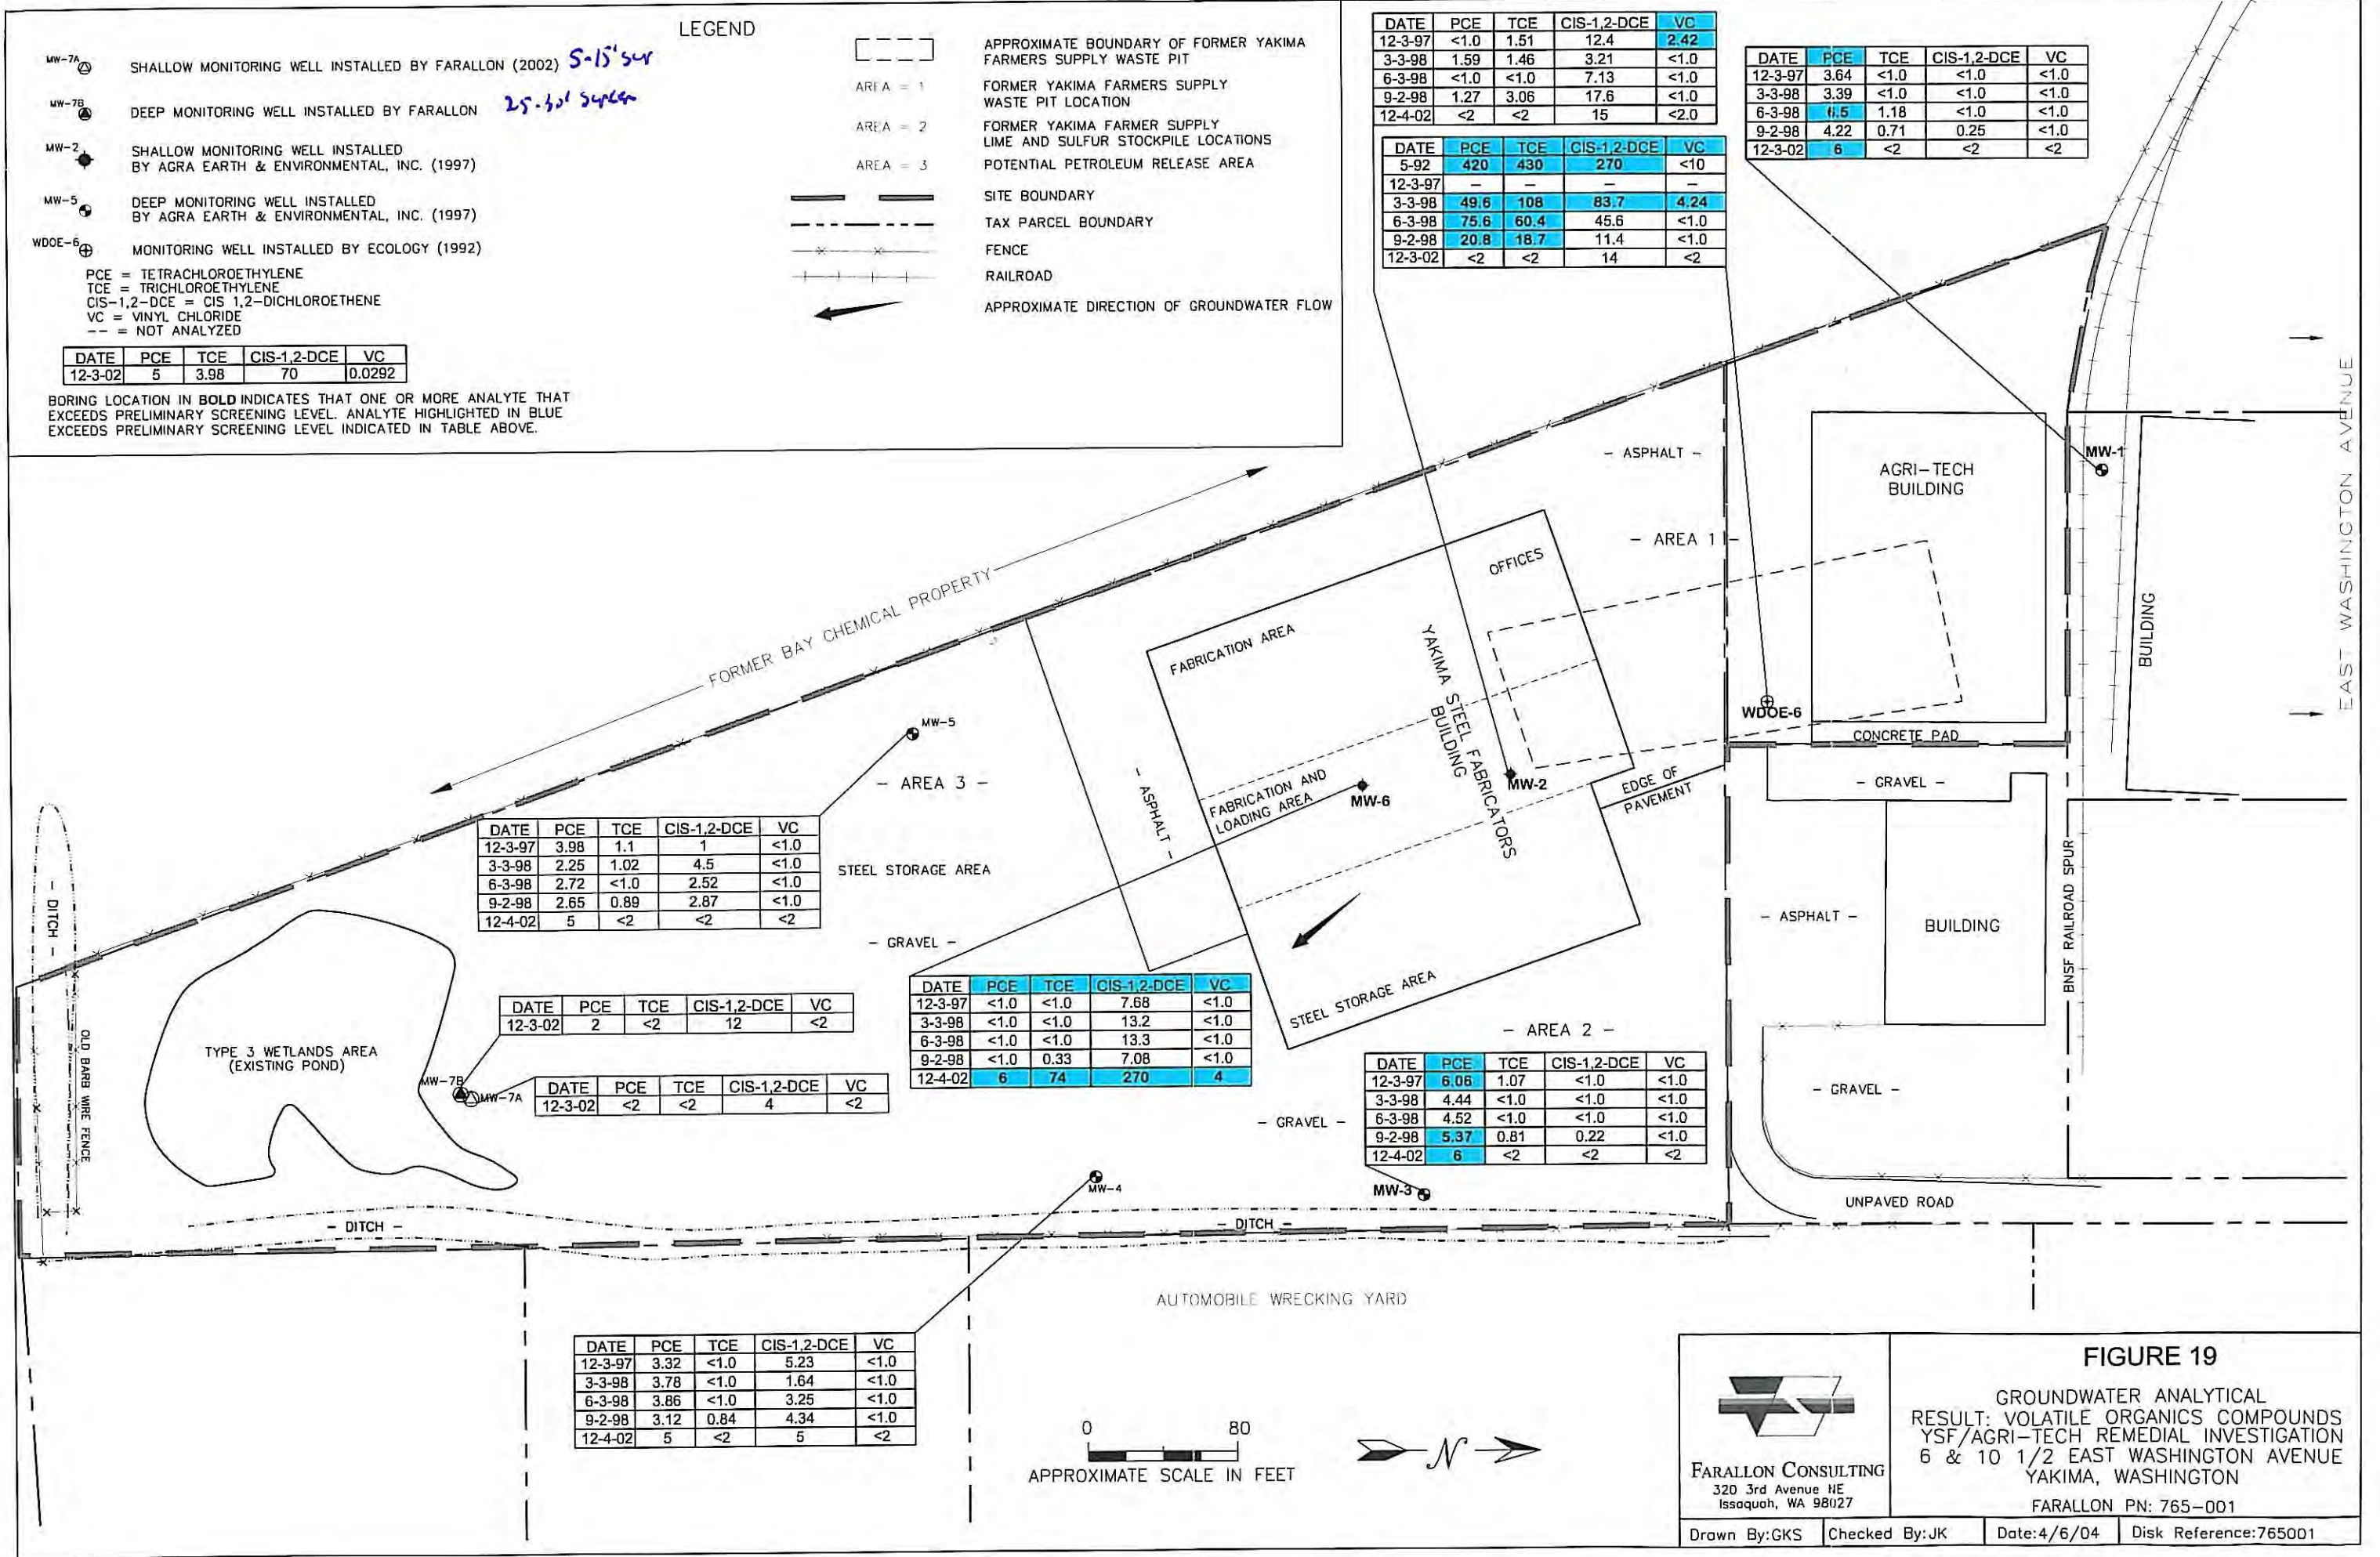 LEGEND
MW-7A SHALLOW MONITORING WELL INSTALLED BY FARALLON (2002) 5-15' scr
MW-7B DEEP MONITORING WELL INSTALLED BY FARALLON 25-30' screen
MW-2 SHALLOW MONITORING WELL INSTALLED
BY AGRA EARTH & ENVIRONMENTAL, INC. (1997)
MW-5 DEEP MONITORING WELL INSTALLED
BY AGRA EARTH & ENVIRONMENTAL, INC. (1997)
WDOE-6 MONITORING WELL INSTALLED BY ECOLOGY (1992)
PCE = TETRACHLOROETHYLENE
TCE = TRICHLOROETHYLENE
CIS-1,2-DCE = CIS 1,2-DICHLOROETHENE
VC = VINYL CHLORIDE
-- = NOT ANALYZED
DATE PCE TCE CIS-1,2-DCE VC
12-3-02 5 3.98 70 0.0292
BORING LOCATION IN BOLD INDICATES THAT ONE OR MORE ANALYTE THAT
EXCEEDS PRELIMINARY SCREENING LEVEL. ANALYTE HIGHLIGHTED IN BLUE
EXCEEDS PRELIMINARY SCREENING LEVEL INDICATED IN TABLE ABOVE.
APPROXIMATE BOUNDARY OF FORMER YAKIMA
FARMERS SUPPLY WASTE PIT
AREA = 1 FORMER YAKIMA FARMERS SUPPLY
WASTE PIT LOCATION
AREA = 2 FORMER YAKIMA FARMER SUPPLY
LIME AND SULFUR STOCKPILE LOCATIONS
AREA = 3 POTENTIAL PETROLEUM RELEASE AREA
SITE BOUNDARY
TAX PARCEL BOUNDARY
FENCE
RAILROAD
APPROXIMATE DIRECTION OF GROUNDWATER FLOW
DATE PCE TCE CIS-1,2-DCE VC
12-3-97 <1.0 1.51 12.4 2.42
3-3-98 1.59 1.46 3.21 <1.0
6-3-98 <1.0 <1.0 7.13 <1.0
9-2-98 1.27 3.06 17.6 <1.0
12-4-02 <2 <2 15 <2.0
DATE PCE TCE CIS-1,2-DCE VC
5-92 420 430 270 <10
12-3-97 – – – –
3-3-98 49.6 108 83.7 4.24
6-3-98 75.6 60.4 45.6 <1.0
9-2-98 20.8 18.7 11.4 <1.0
12-3-02 <2 <2 14 <2
DATE PCE TCE CIS-1,2-DCE VC
12-3-97 3.64 <1.0 <1.0 <1.0
3-3-98 3.39 <1.0 <1.0 <1.0
6-3-98 1.18 <1.0 <1.0
9-2-98 4.22 0.71 0.25 <1.0
12-3-02 6 <2 <2 <2
EAST WASHINGTON AVENUE
MW-1
AGRI-TECH
BUILDING
- ASPHALT -
- AREA 1 -
OFFICES
BUILDING
FORMER BAY CHEMICAL PROPERTY
FABRICATION AREA
YAKIMA STEEL FABRICATORS
BUILDING
WDOE-6
CONCRETE PAD
MW-5
- AREA 3 -
- ASPHALT -
FABRICATION AND
LOADING AREA
MW-6
MW-2
EDGE OF
PAVEMENT
- GRAVEL -
DATE PCE TCE CIS-1,2-DCE VC
12-3-97 3.98 1.1 1 <1.0
3-3-98 2.25 1.02 4.5 <1.0
6-3-98 2.72 <1.0 2.52 <1.0
9-2-98 2.65 0.89 2.87 <1.0
12-4-02 5 <2 <2 <2
STEEL STORAGE AREA
- GRAVEL -
- DITCH -
- ASPHALT -
BUILDING
BNSF RAILROAD SPUR
OLD BARB WIRE FENCE
TYPE 3 WETLANDS AREA
(EXISTING POND)
DATE PCE TCE CIS-1,2-DCE VC
12-3-02 2 <2 12 <2
MW-7B
MW-7A
DATE PCE TCE CIS-1,2-DCE VC
12-3-02 <2 <2 4 <2
DATE PCE TCE CIS-1,2-DCE VC
12-3-97 <1.0 <1.0 7.68 <1.0
3-3-98 <1.0 <1.0 13.2 <1.0
6-3-98 <1.0 <1.0 13.3 <1.0
9-2-98 <1.0 0.33 7.08 <1.0
12-4-02 6 74 270 4
STEEL STORAGE AREA
- AREA 2 -
- GRAVEL -
DATE PCE TCE CIS-1,2-DCE VC
12-3-97 6.06 1.07 <1.0 <1.0
3-3-98 4.44 <1.0 <1.0 <1.0
6-3-98 4.52 <1.0 <1.0 <1.0
9-2-98 5.37 0.81 0.22 <1.0
12-4-02 6 <2 <2 <2
- GRAVEL -
MW-4
MW-3
UNPAVED ROAD
- DITCH -
- DITCH -
AUTOMOBILE WRECKING YARD
DATE PCE TCE CIS-1,2-DCE VC
12-3-97 3.32 <1.0 5.23 <1.0
3-3-98 3.78 <1.0 1.64 <1.0
6-3-98 3.86 <1.0 3.25 <1.0
9-2-98 3.12 0.84 4.34 <1.0
12-4-02 5 <2 5 <2
0 80
APPROXIMATE SCALE IN FEET
N
FARALLON CONSULTING
320 3rd Avenue NE
Issaquah, WA 98027
FIGURE 19
GROUNDWATER ANALYTICAL
RESULT: VOLATILE ORGANICS COMPOUNDS
YSF/AGRI-TECH REMEDIAL INVESTIGATION
6 & 10 1/2 EAST WASHINGTON AVENUE
YAKIMA, WASHINGTON
FARALLON PN: 765-001
Drawn By:GKS Checked By:JK Date:4/6/04 Disk Reference:765001